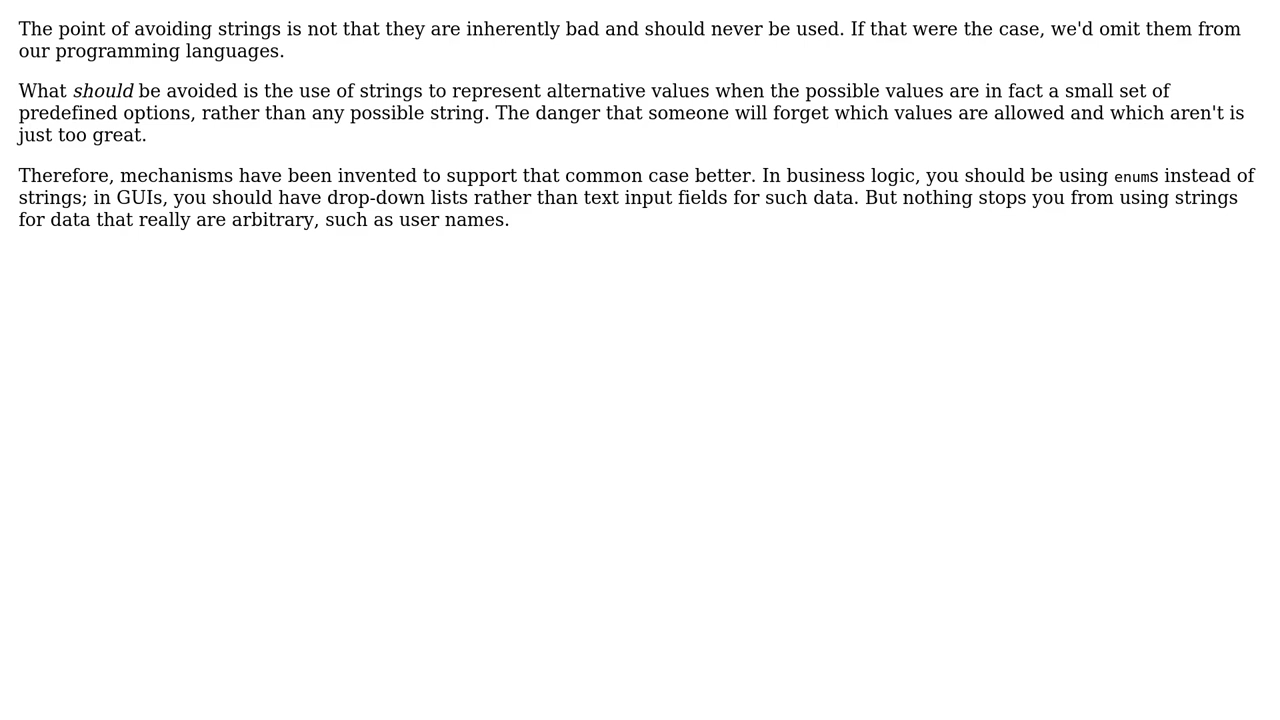 The point of avoiding strings is not that they are inherently bad and should never be used. If that were the case, we'd omit them from
our programming languages.
What should be avoided is the use of strings to represent alternative values when the possible values are in fact a small set of
predefined options, rather than any possible string. The danger that someone will forget which values are allowed and which aren't is
just too great.
Therefore, mechanisms have been invented to support that common case better. In business logic, you should be using enums instead of
strings; in GUIs, you should have drop-down lists rather than text input fields for such data. But nothing stops you from using strings
for data that really are arbitrary, such as user names.